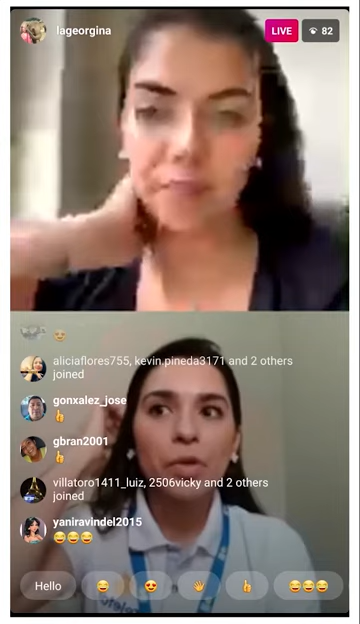 lageorgina
LIVE
82
aliciaflores755, kevin.pineda3171 and 2 others
joined
gonxalez_jose
gbran2001
villatoro1411_luiz, 2506vicky and 2 others
joined
yaniravindel2015
Hello